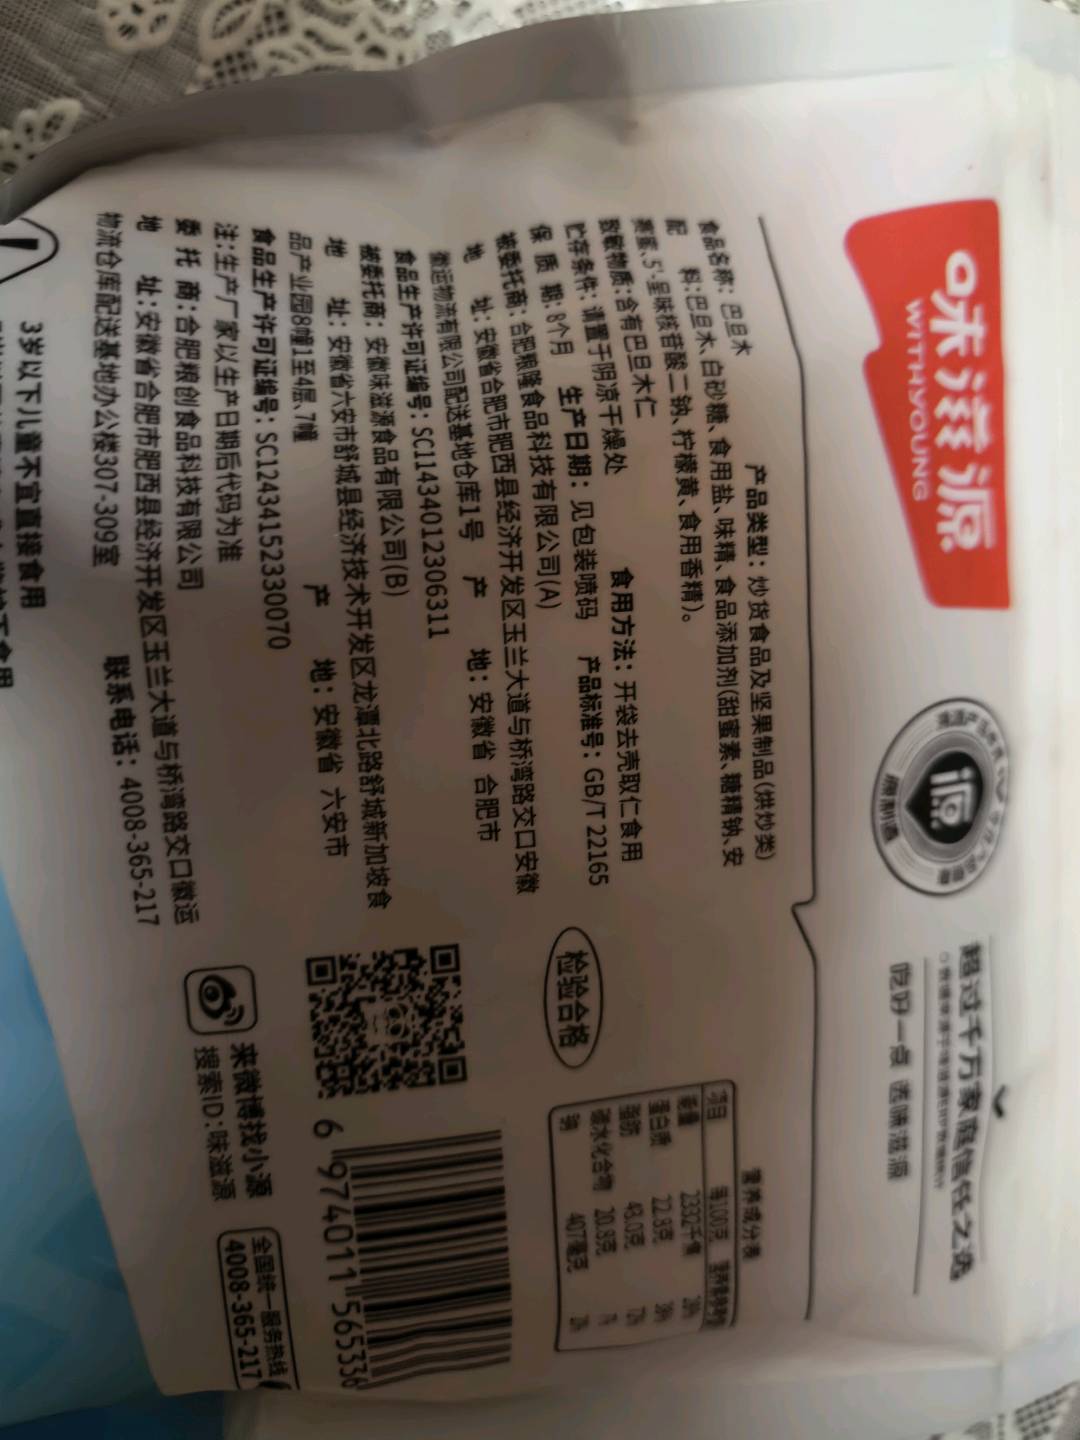 味滋源
WITHYOUNG
源
超过千万家庭信任之选
吃好一点 选味滋源
食品名称：巴旦木
产品类型：炒货食品及坚果制品(烘炒类)
配 料：巴旦木、白砂糖、食用盐、味精、食品添加剂(甜蜜素、糖精钠、安
赛蜜、5'-呈味核苷酸二钠、柠檬黄、食用香精)。
致敏物质：含有巴旦木仁
贮存条件：请置于阴凉干燥处
食用方法：开袋去壳取仁食用
保 质 期：8个月 生产日期：见包装喷码 产品标准号：GB/T 22165
被委托商：合肥粮隆食品科技有限公司(A)
地 址：安徽省合肥市肥西县经济开发区玉兰大道与桥湾路交口安徽
徽运物流有限公司配送基地仓库1号 产 地：安徽省 合肥市
食品生产许可证编号：SC11434012306311
被委托商：安徽味滋源食品有限公司(B)
地 址：安徽省六安市舒城县经济技术开发区龙潭北路舒城新加坡食
品产业园8幢1至4层、7幢 产 地：安徽省 六安市
食品生产许可证编号：SC12434152330070
注：生产厂家以生产日期后代码为准
委 托 商：合肥粮创食品科技有限公司
地 址：安徽省合肥市肥西县经济开发区玉兰大道与桥湾路交口徽运
物流仓库配送基地办公楼307-309室 联系电话：4008-365-217
3岁以下儿童不宜直接食用
检验合格
营养成分表
项目 每100克
能量 2332千焦
蛋白质 22.8克
脂肪
碳水化合物 20.8克
钠 407毫克
6 974011 565336
来微博找小源
搜索ID：味滋源
全国统一服务热线
4008-365-217